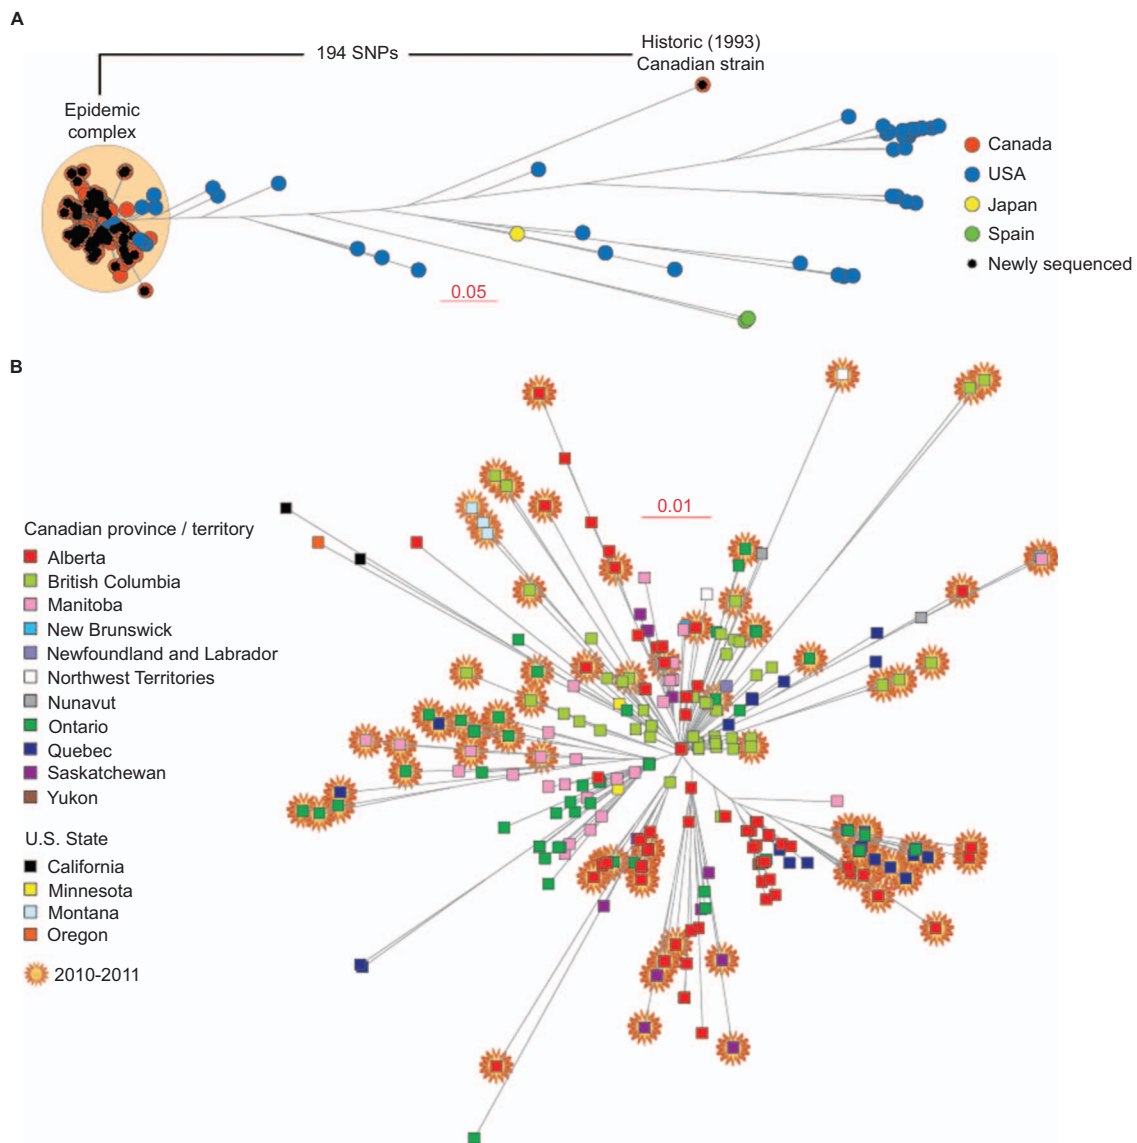 A
194 SNPs
Historic (1993)
Canadian strain
Epidemic
complex
Canada
USA
Japan
Spain
Newly sequenced
0.05
B
0.01
Canadian province / territory
Alberta
British Columbia
Manitoba
New Brunswick
Newfoundland and Labrador
Northwest Territories
Nunavut
Ontario
Quebec
Saskatchewan
Yukon
U.S. State
California
Minnesota
Montana
Oregon
2010-2011